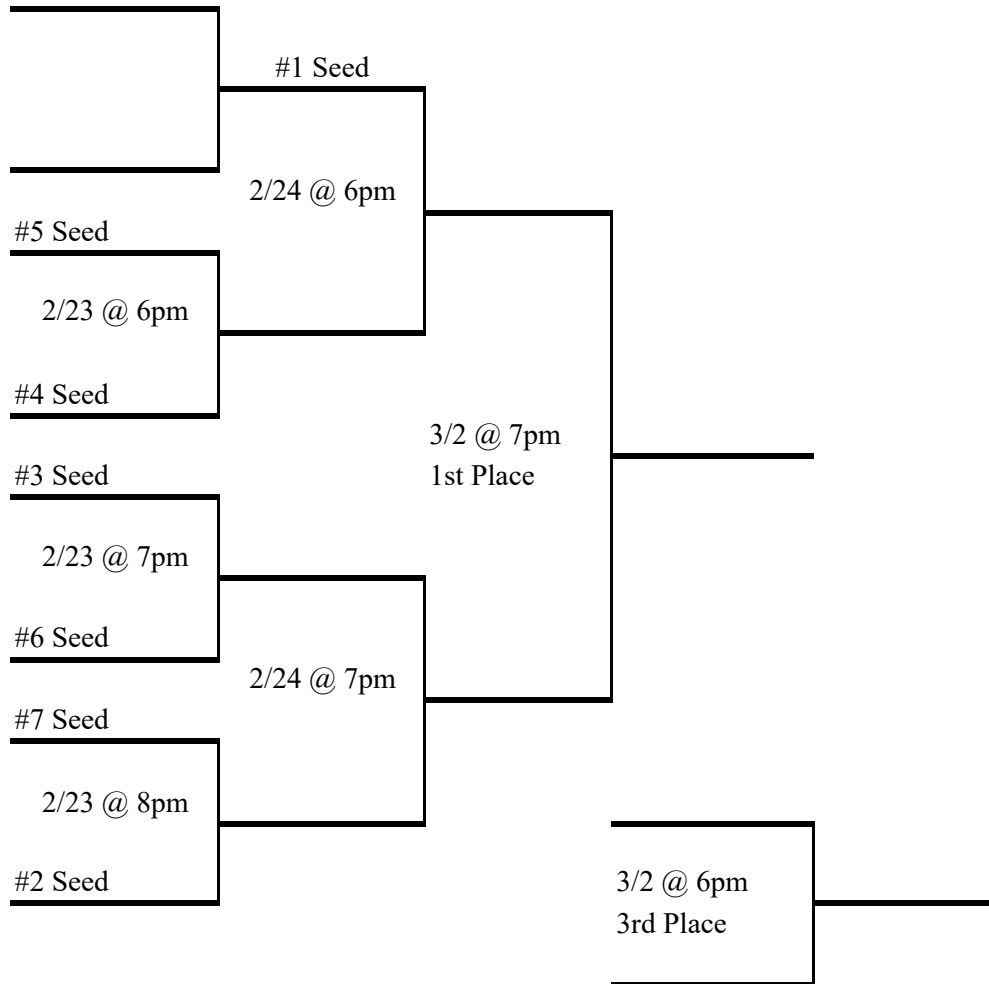 #1 Seed
2/24 @ 6pm
#5 Seed
2/23 @ 6pm
#4 Seed
3/2 @ 7pm
1st Place
#3 Seed
2/23 @ 7pm
#6 Seed
2/24 @ 7pm
#7 Seed
2/23 @ 8pm
#2 Seed
3/2 @ 6pm
3rd Place